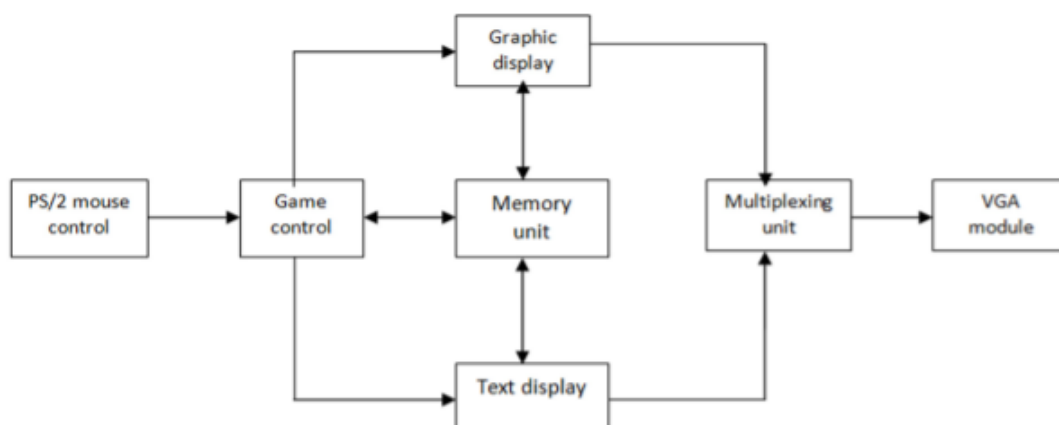 Graphic
display
PS/2 mouse
control
Game
control
Memory
unit
Multiplexing
unit
VGA
module
Text display